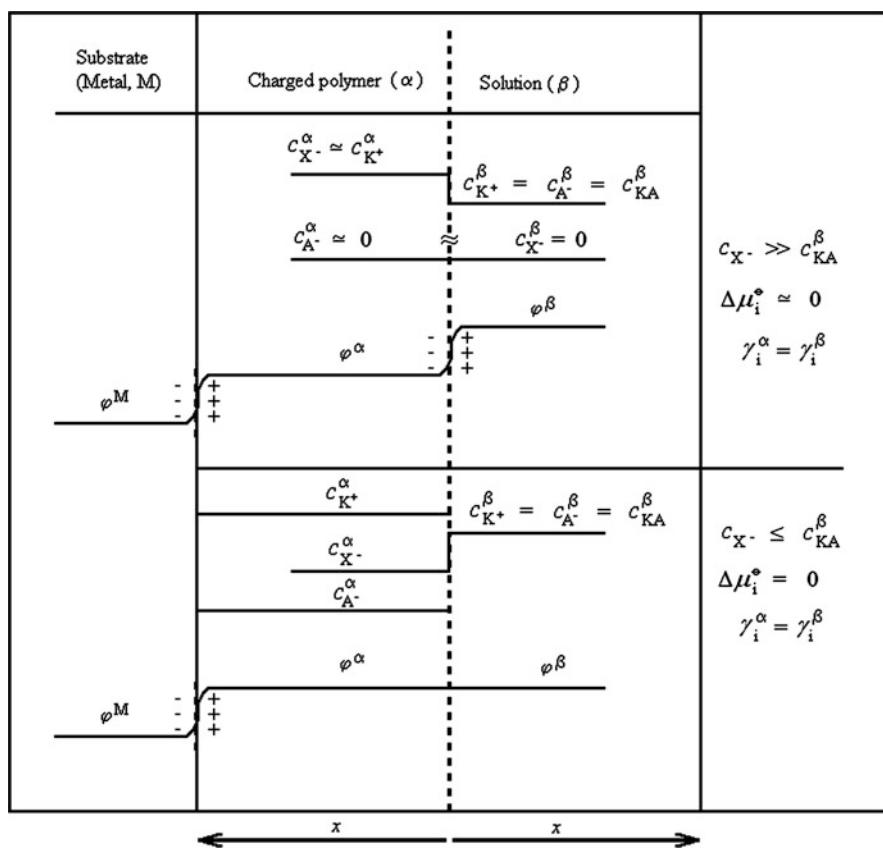 Substrate
(Metal, M)
Charged polymer (α)
Solution (β)
c^α_X- ≃ c^α_K+
c^β_K+ = c^β_A- = c^β_KA
c^α_A- ≃ 0 ≈ c^β_X- = 0
c_X- ≫ c^β_KA
Δμ^⦵_i ≃ 0
γ^α_i = γ^β_i
φ^β
φ^α
- +
- +
- +
φ^M
- +
- +
- +
c^α_K+
c^β_K+ = c^β_A- = c^β_KA
c^α_X-
c^α_A-
c_X- ≤ c^β_KA
Δμ^⦵_i = 0
γ^α_i = γ^β_i
φ^α
φ^β
φ^M
- +
- +
- +
x
x